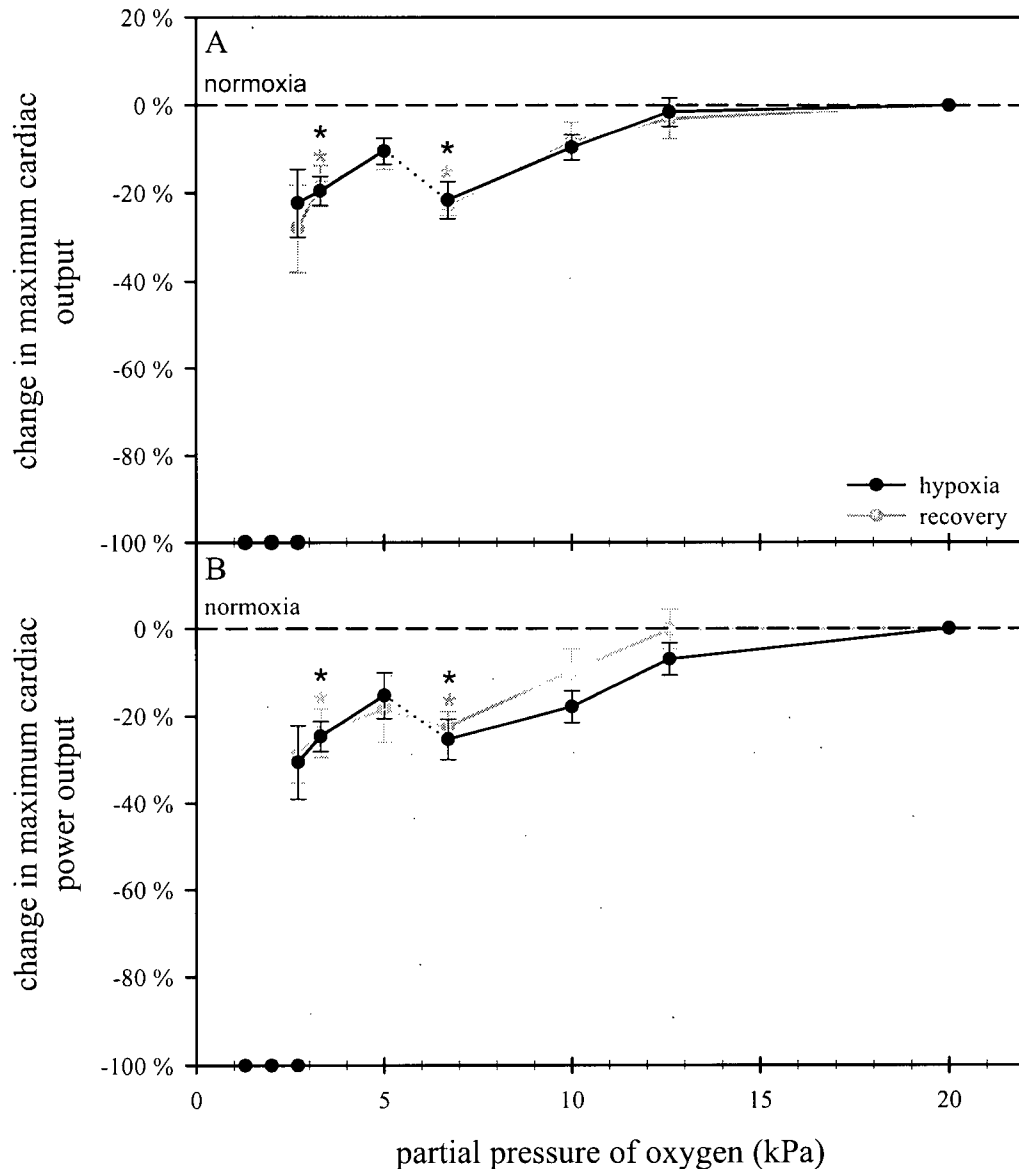 20 %
A
normoxia
0 %
* *
* *
-20 %
-40 %
-60 %
-80 %
-100 %
change in maximum cardiac
output
hypoxia
recovery
B
normoxia
0 %
* *
* *
-20 %
-40 %
-60 %
-80 %
-100 %
change in maximum cardiac
power output
0 5 10 15 20
partial pressure of oxygen (kPa)